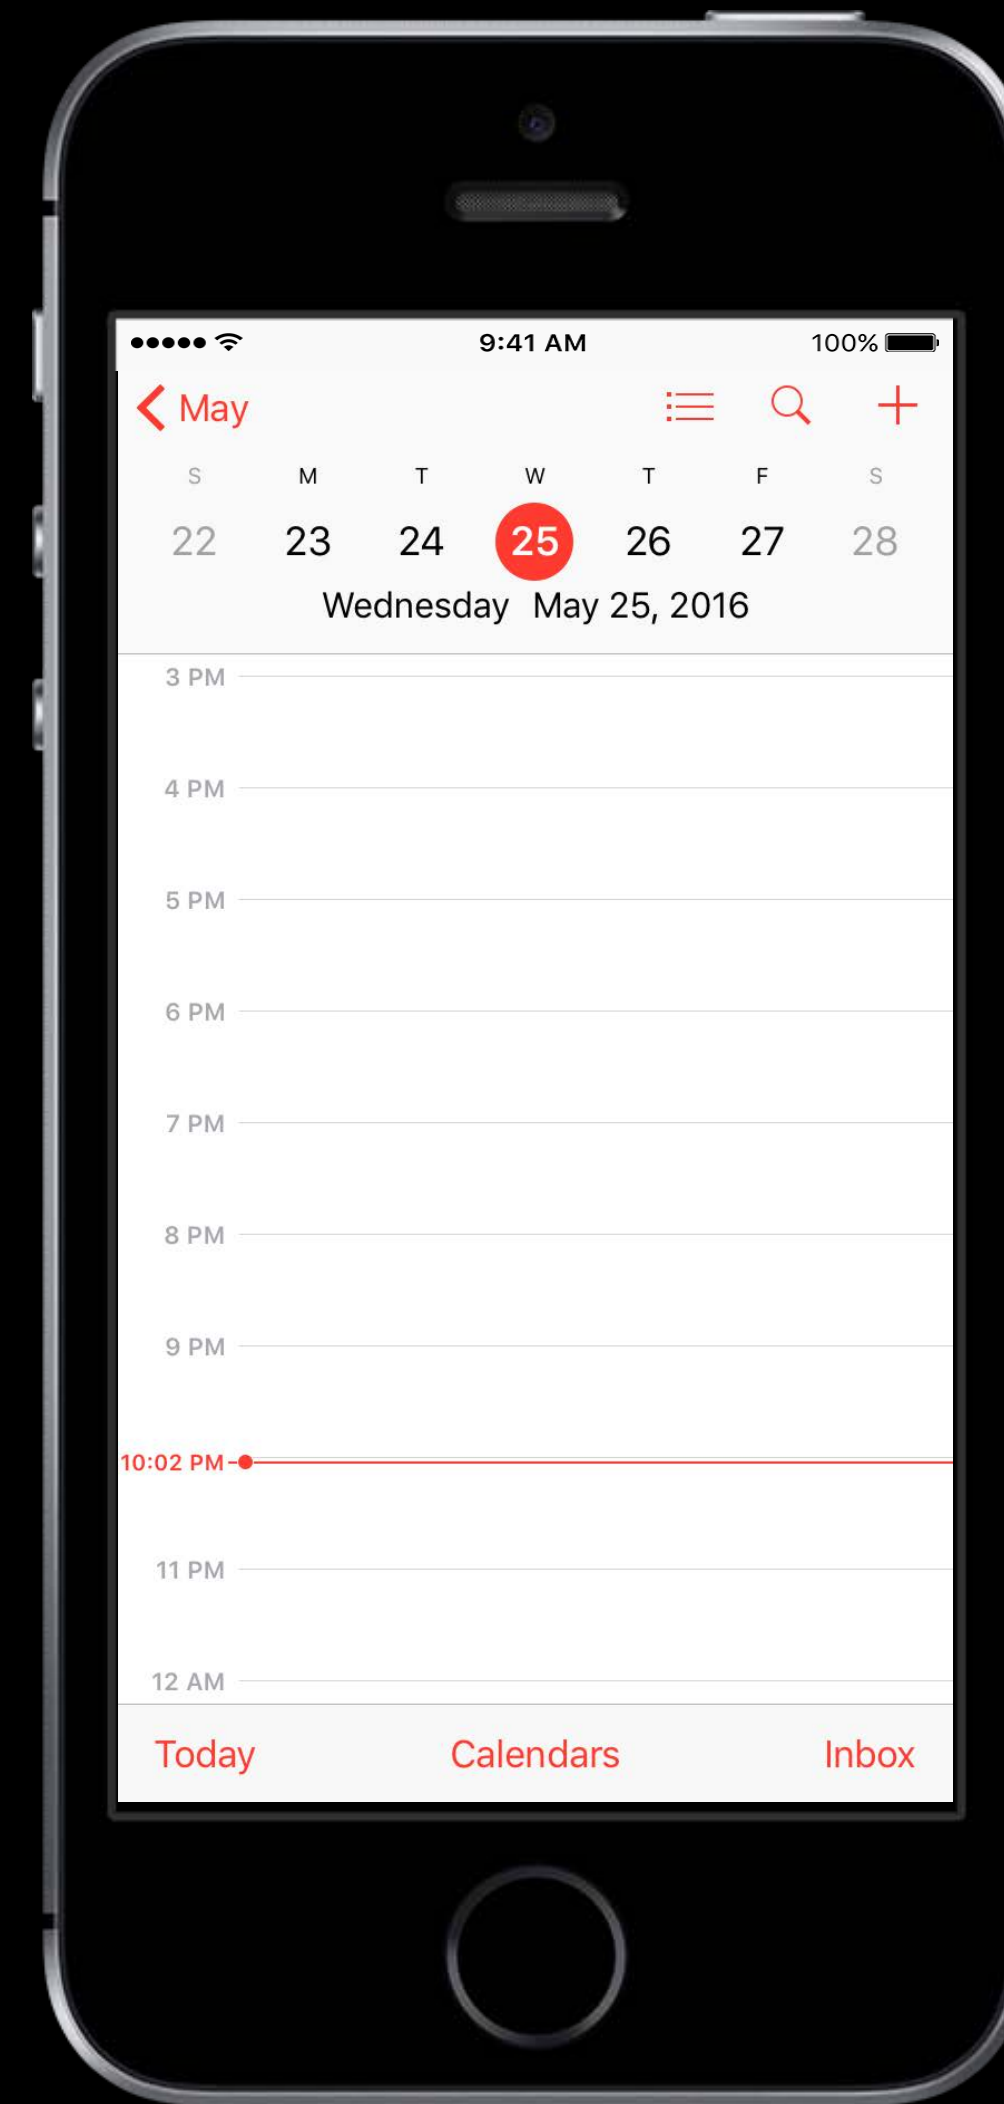 9:41 AM 100%
May
S M T W T F S
22 23 24 25 26 27 28
Wednesday May 25, 2016
3 PM
4 PM
5 PM
6 PM
7 PM
8 PM
9 PM
10:02 PM
11 PM
12 AM
Today Calendars Inbox